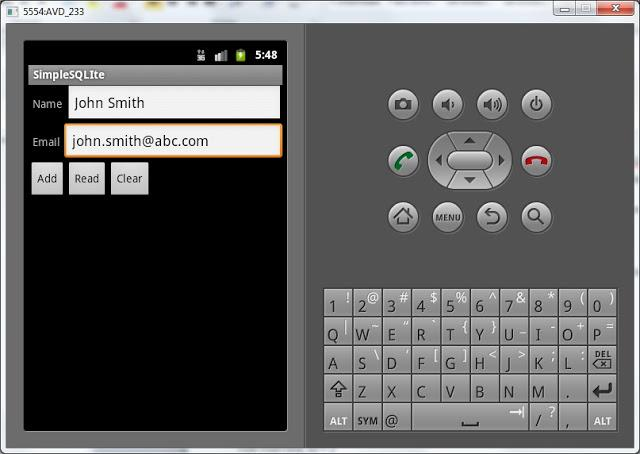 5554:AVD_233
3G 5:48
SimpleSQLIte
Name John Smith
Email john.smith@abc.com
Add Read Clear
MENU
1 ! 2 @ 3 # 4 $ 5 % 6 ^ 7 & 8 * 9 ( 0 )
Q | W ~ E " R ` T { Y } U _ I - O + P =
A S \ D ' F [ G ] H < J > K ; L : DEL
Z X C V B N M .
ALT SYM @ / ? , ALT